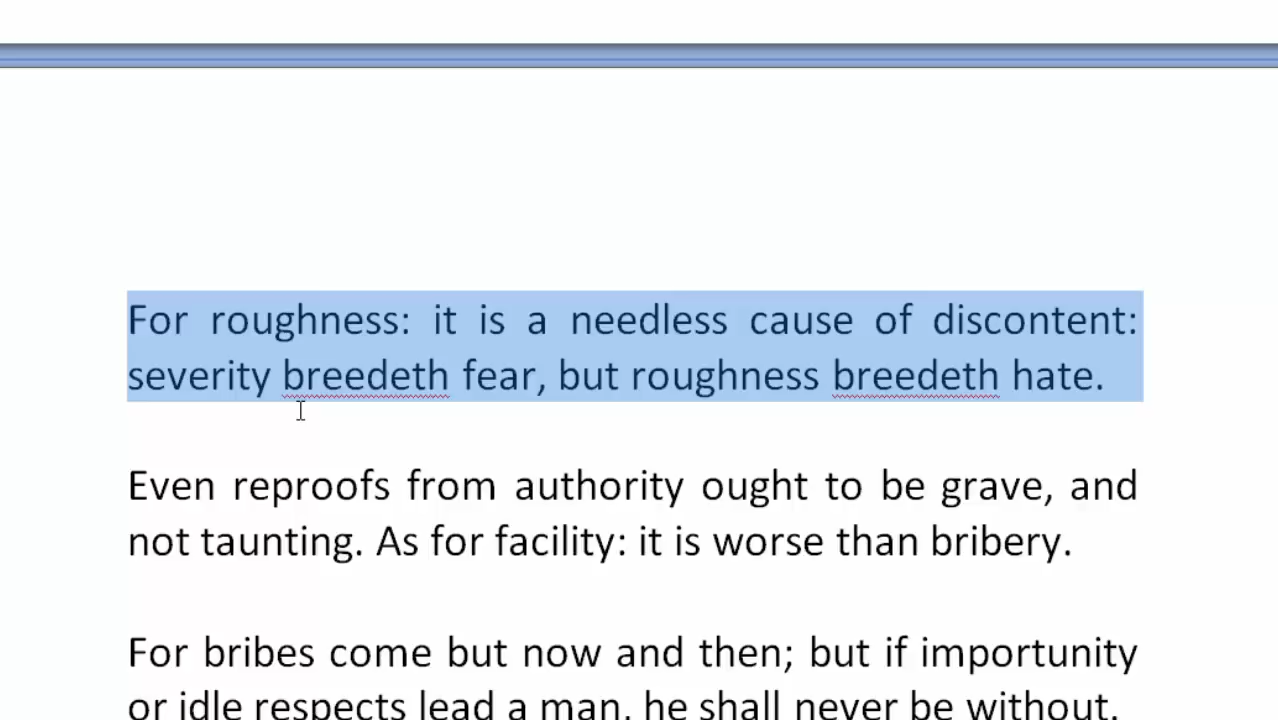 For roughness: it is a needless cause of discontent:
severity breedeth fear, but roughness breedeth hate.
Even reproofs from authority ought to be grave, and
not taunting. As for facility: it is worse than bribery.
For bribes come but now and then; but if importunity
or idle respects lead a man, he shall never be without.